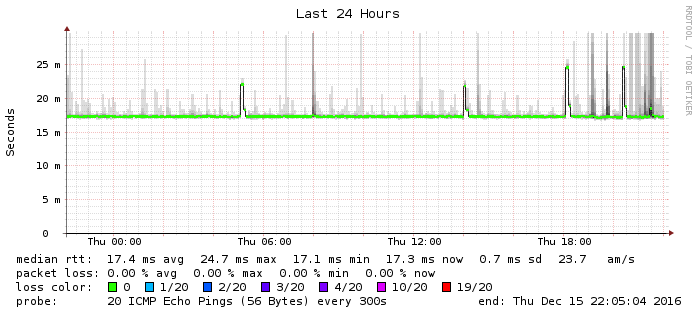 Last 24 Hours
RRDTOOL / TOBI OETIKER
Seconds
25 m
20 m
15 m
10 m
5 m
0
Thu 00:00 Thu 06:00 Thu 12:00 Thu 18:00
median rtt: 17.4 ms avg 24.7 ms max 17.1 ms min 17.3 ms now 0.7 ms sd 23.7 am/s
packet loss: 0.00 % avg 0.00 % max 0.00 % min 0.00 % now
loss color: 0 1/20 2/20 3/20 4/20 10/20 19/20
probe: 20 ICMP Echo Pings (56 Bytes) every 300s end: Thu Dec 15 22:05:04 2016